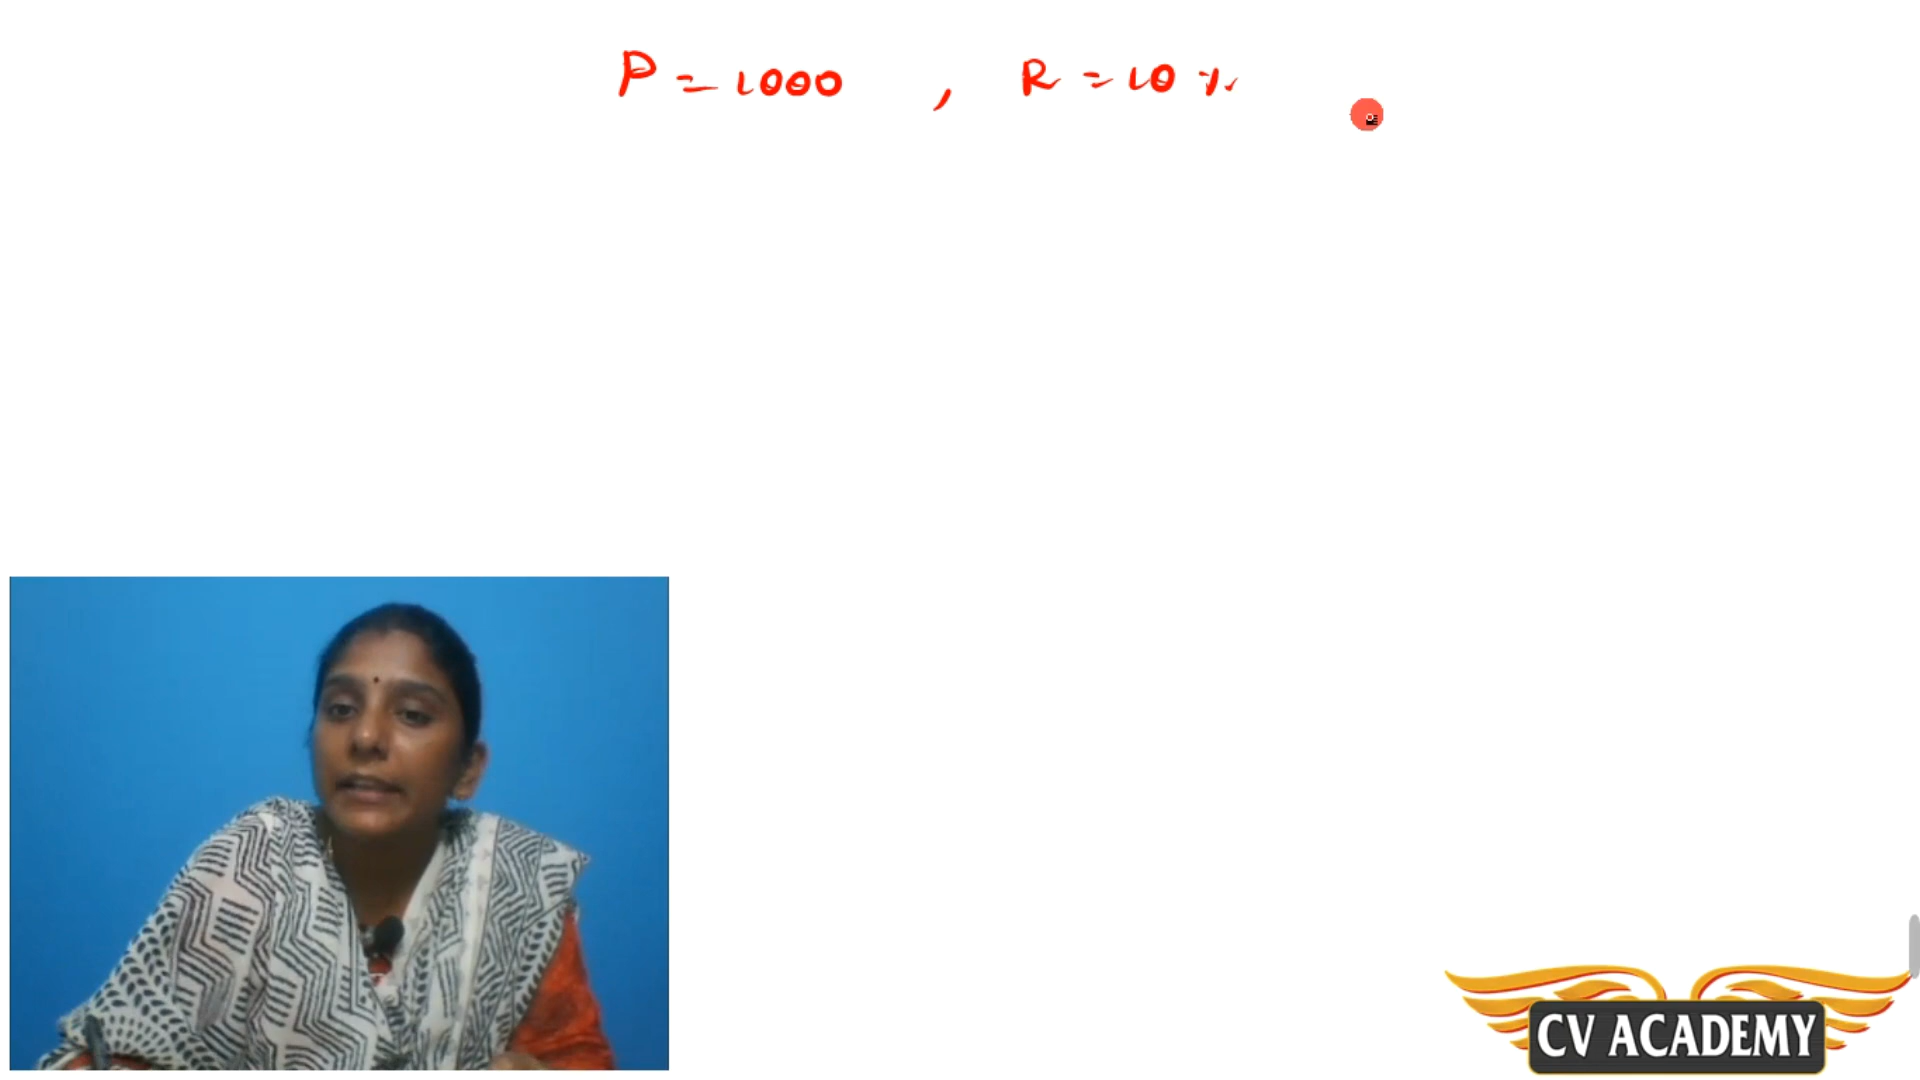 P = 1000 , R = 10 %
CV ACADEMY